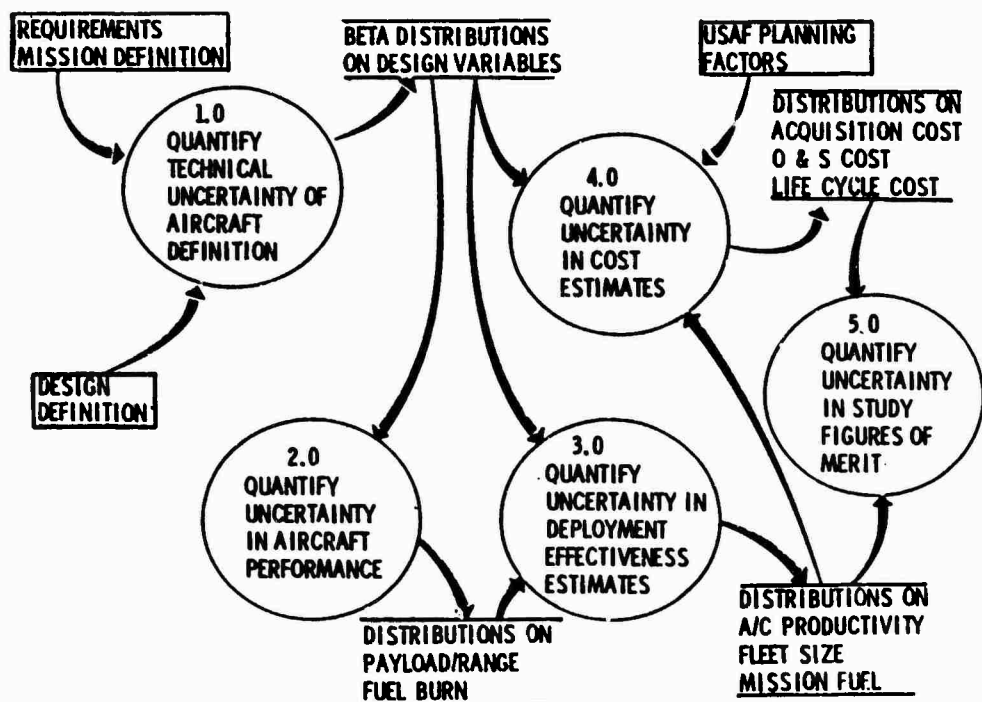 REQUIREMENTS
MISSION DEFINITION
BETA DISTRIBUTIONS
ON DESIGN VARIABLES
USAF PLANNING
FACTORS
DISTRIBUTIONS ON
ACQUISITION COST
O & S COST
LIFE CYCLE COST
1.0
QUANTIFY
TECHNICAL
UNCERTAINTY OF
AIRCRAFT
DEFINITION
4.0
QUANTIFY
UNCERTAINTY
IN COST
ESTIMATES
5.0
QUANTIFY
UNCERTAINTY
IN STUDY
FIGURES OF
MERIT
DESIGN
DEFINITION
2.0
QUANTIFY
UNCERTAINTY
IN AIRCRAFT
PERFORMANCE
3.0
QUANTIFY
UNCERTAINTY IN
DEPLOYMENT
EFFECTIVENESS
ESTIMATES
DISTRIBUTIONS ON
PAYLOAD/RANGE
FUEL BURN
DISTRIBUTIONS ON
A/C PRODUCTIVITY
FLEET SIZE
MISSION FUEL